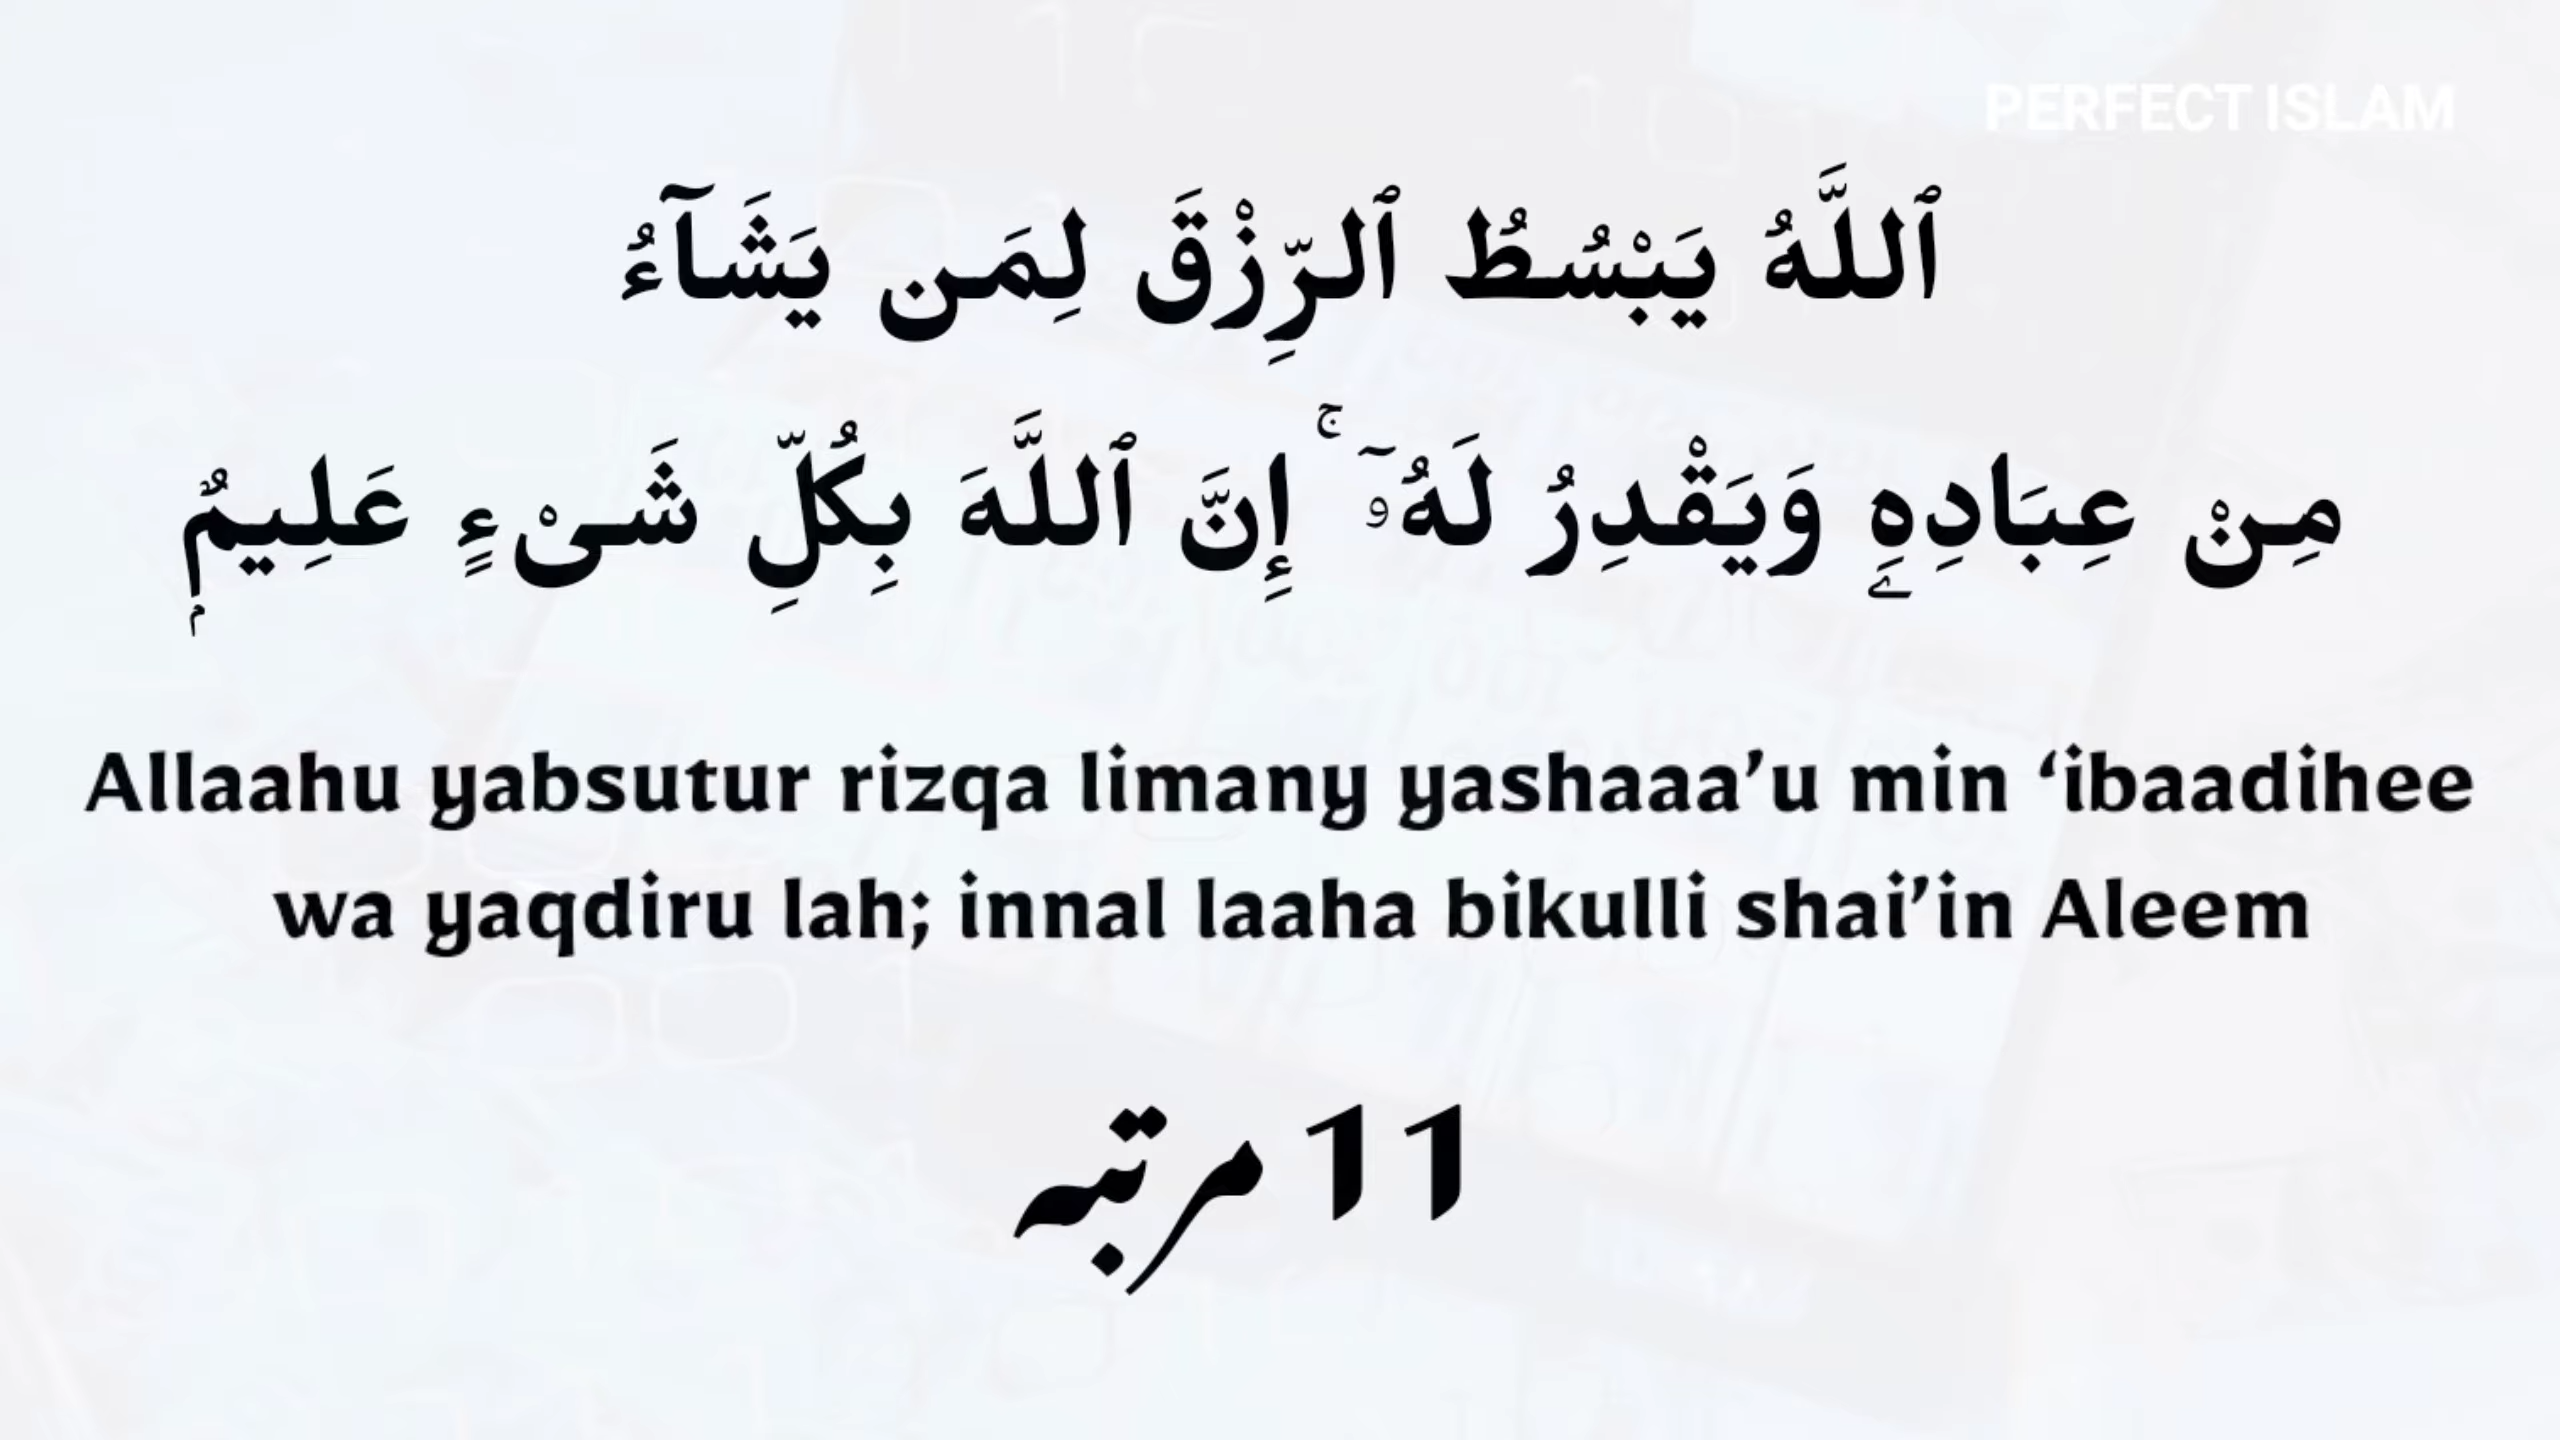 PERFECT ISLAM
ٱللَّهُ يَبْسُطُ ٱلرِّزْقَ لِمَن يَشَآءُ
مِنْ عِبَادِهِۦ وَيَقْدِرُ لَهُۥٓ ۚ إِنَّ ٱللَّهَ بِكُلِّ شَىْءٍ عَلِيمٌۭ
Allaahu yabsutur rizqa limany yashaaa’u min ‘ibaadihee
wa yaqdiru lah; innal laaha bikulli shai’in Aleem
11 مرتبہ